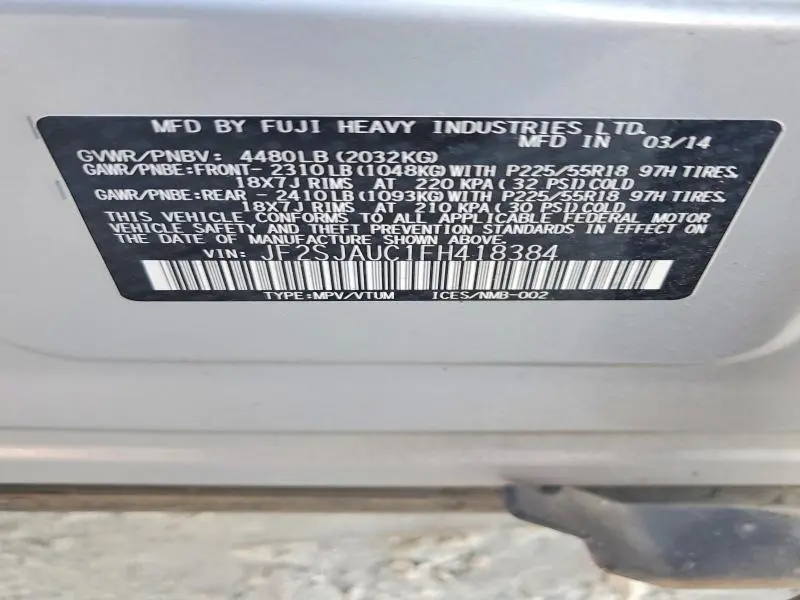 MFD BY FUJI HEAVY INDUSTRIES LTD.
MFD IN 03/14
GVWR/PNBV: 4480LB(2032KG)
GAWR/PNBE:FRONT- 2310LB(1048KG)WITH P225/55R18 97H TIRES.
18X7J RIMS AT 220 KPA( 32 PSI)COLD
GAWR/PNBE:REAR -2410LB(1093KG)WITH P225/55R18 97H TIRES.
18X7J RIMS AT 210 KPA( 30 PSI)COLD
THIS VEHICLE CONFORMS TO ALL APPLICABLE FEDERAL MOTOR
VEHICLE SAFETY AND THEFT PREVENTION STANDARDS IN EFFECT ON
THE DATE OF MANUFACTURE SHOWN ABOVE.
VIN: JF2SJAUC1FH418384
TYPE:MPV/VTUM ICES/NMB-002